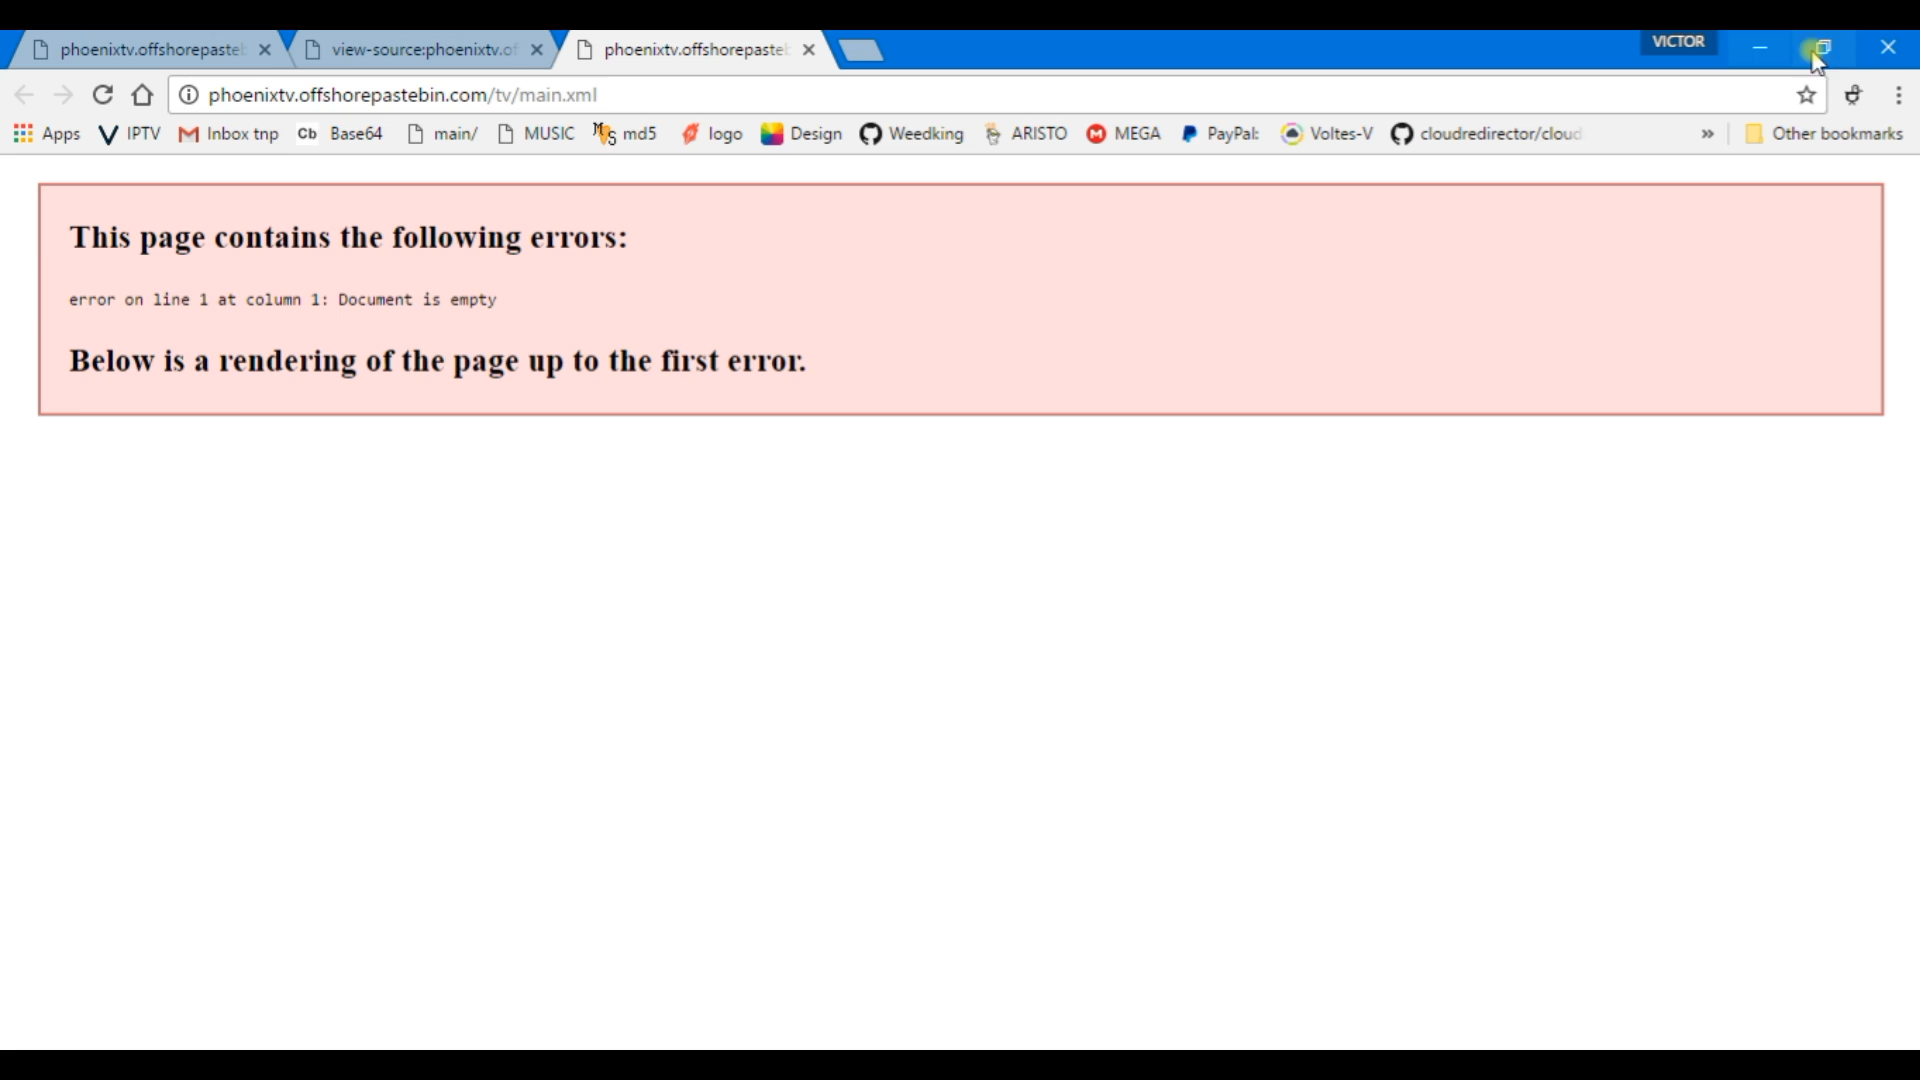 phoenixtv.offshorepaste
view-source:phoenixtv.of
phoenixtv.offshorepaste
VICTOR
phoenixtv.offshorepastebin.com/tv/main.xml
Apps IPTV Inbox tnp Cb Base64 main/ MUSIC md5 logo Design Weedking ARISTO MEGA PayPal: Voltes-V cloudredirector/cloud » Other bookmarks
This page contains the following errors:
error on line 1 at column 1: Document is empty
Below is a rendering of the page up to the first error.